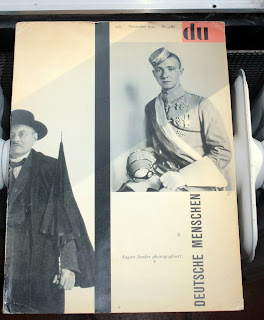 du
August Sander photographiert:
DEUTSCHE MENSCHEN